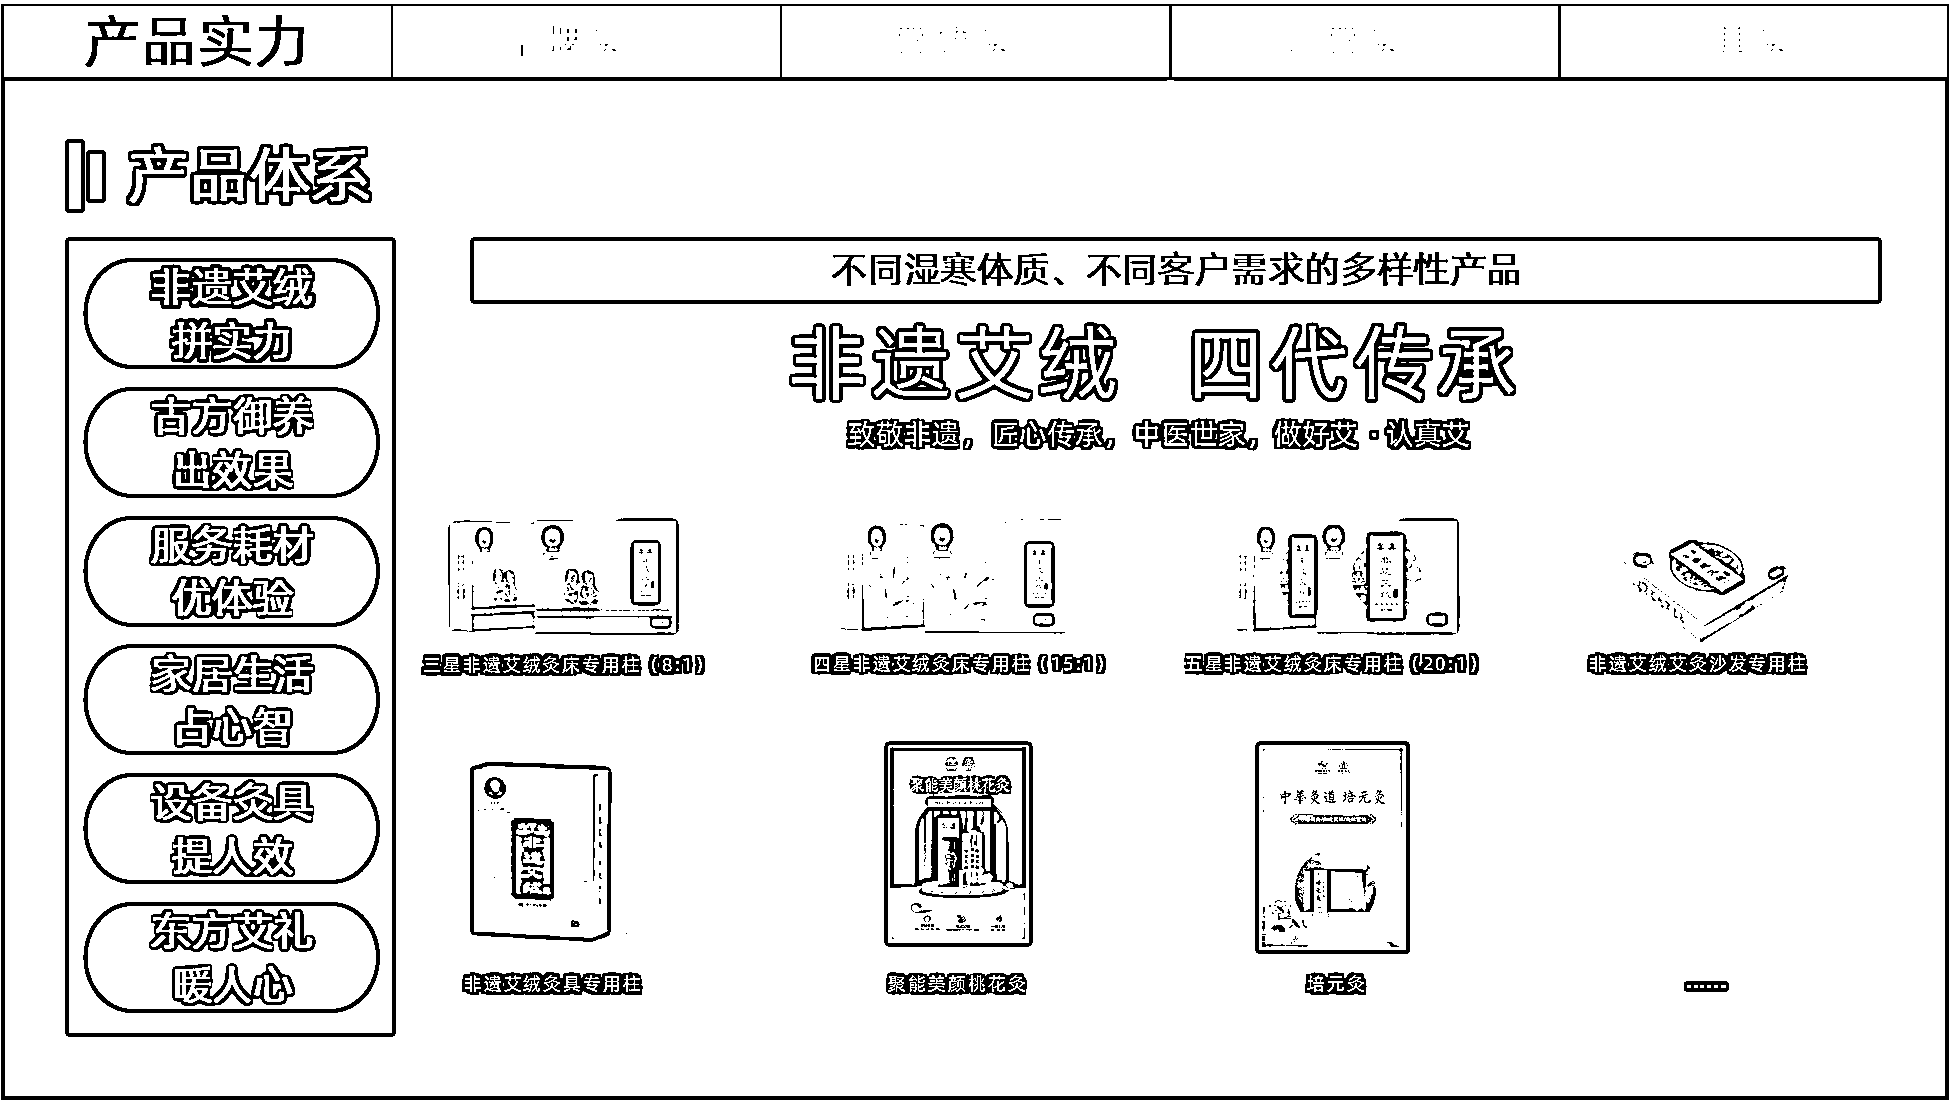 产品实力
产品体系
非遗艾绒
拼实力
古方御养
出效果
服务耗材
优体验
家居生活
占心智
设备灸具
提人效
东方艾礼
暖人心
不同湿寒体质、不同客户需求的多样性产品
非遗艾绒 四代传承
致敬非遗，匠心传承，中医世家，做好艾·认真艾
三星非遗艾绒灸床专用柱（8:1）
四星非遗艾绒灸床专用柱（15:1）
五星非遗艾绒灸床专用柱（20:1）
非遗艾绒艾灸沙发专用柱
聚能美颜桃花灸
中华灸道 培元灸
非遗艾绒灸具专用柱
聚能美颜桃花灸
培元灸
······